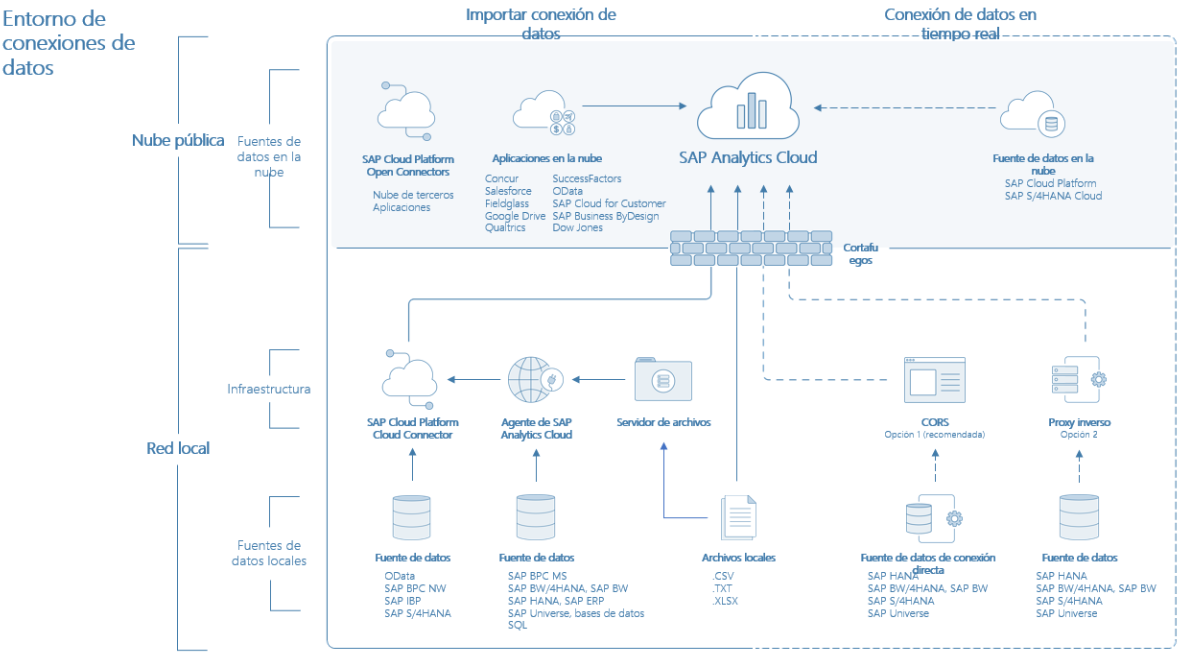 Entorno de
conexiones de
datos
Importar conexión de
datos
Conexión de datos en
tiempo real
Nube pública
Fuentes de
datos en la
nube
SAP Cloud Platform
Open Connectors
Nube de terceros
Aplicaciones
Aplicaciones en la nube
Concur
Salesforce
Fieldglass
Google Drive
Qualtrics
SuccessFactors
OData
SAP Cloud for Customer
SAP Business ByDesign
Dow Jones
SAP Analytics Cloud
Fuente de datos en la
nube
SAP Cloud Platform
SAP S/4HANA Cloud
Cortafu
egos
Red local
Infraestructura
SAP Cloud Platform
Cloud Connector
Agente de SAP
Analytics Cloud
Servidor de archivos
CORS
Opción 1 (recomendada)
Proxy inverso
Opción 2
Fuentes de
datos locales
Fuente de datos
OData
SAP BPC NW
SAP IBP
SAP S/4HANA
Fuente de datos
SAP BPC MS
SAP BW/4HANA, SAP BW
SAP HANA, SAP ERP
SAP Universe, bases de datos
SQL
Archivos locales
.CSV
.TXT
.XLSX
Fuente de datos de conexión
directa
SAP HANA
SAP BW/4HANA, SAP BW
SAP S/4HANA
SAP Universe
Fuente de datos
SAP HANA
SAP BW/4HANA, SAP BW
SAP S/4HANA
SAP Universe